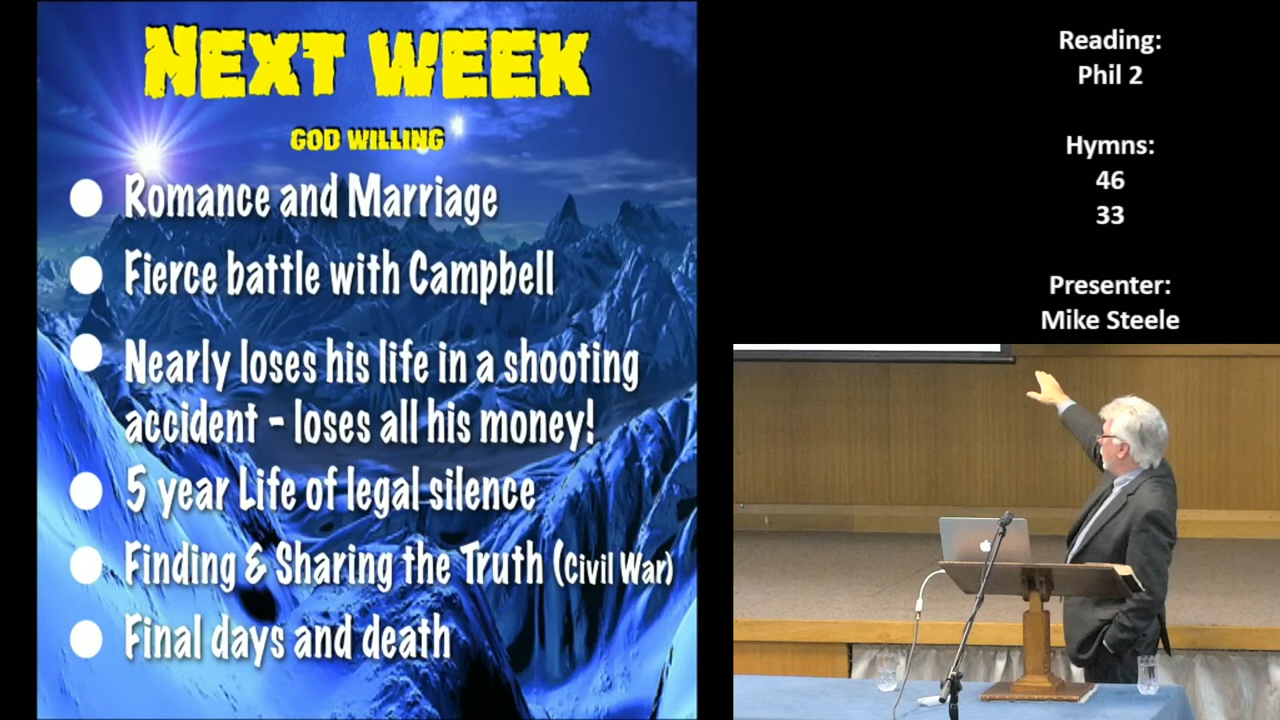 NEXT WEEK
GOD WILLING
Romance and Marriage
Fierce battle with Campbell
Nearly loses his life in a shooting
accident - loses all his money!
5 year Life of legal silence
Finding & Sharing the Truth (Civil War)
Final days and death
Reading:
Phil 2
Hymns:
46
33
Presenter:
Mike Steele